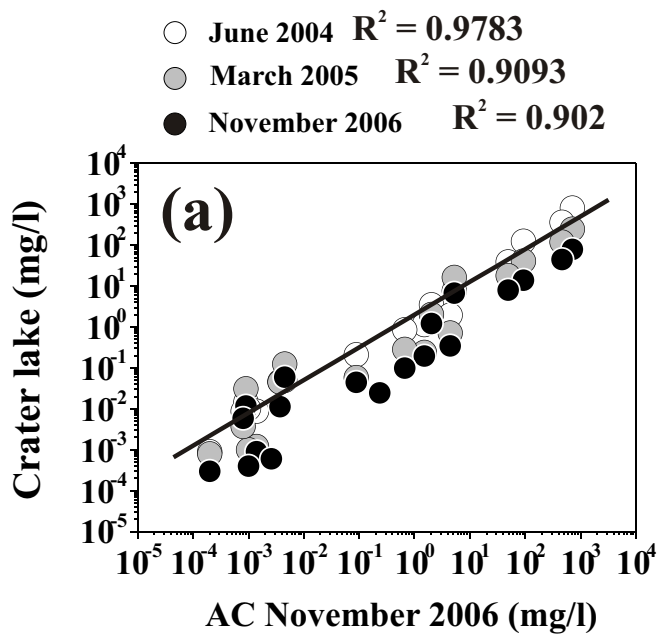 June 2004 R² = 0.9783
March 2005 R² = 0.9093
November 2006 R² = 0.902
(a)
10⁴
10³
10²
10¹
10⁰
10⁻¹
10⁻²
10⁻³
10⁻⁴
10⁻⁵
Crater lake (mg/l)
10⁻⁵ 10⁻⁴ 10⁻³ 10⁻² 10⁻¹ 10⁰ 10¹ 10² 10³ 10⁴
AC November 2006 (mg/l)